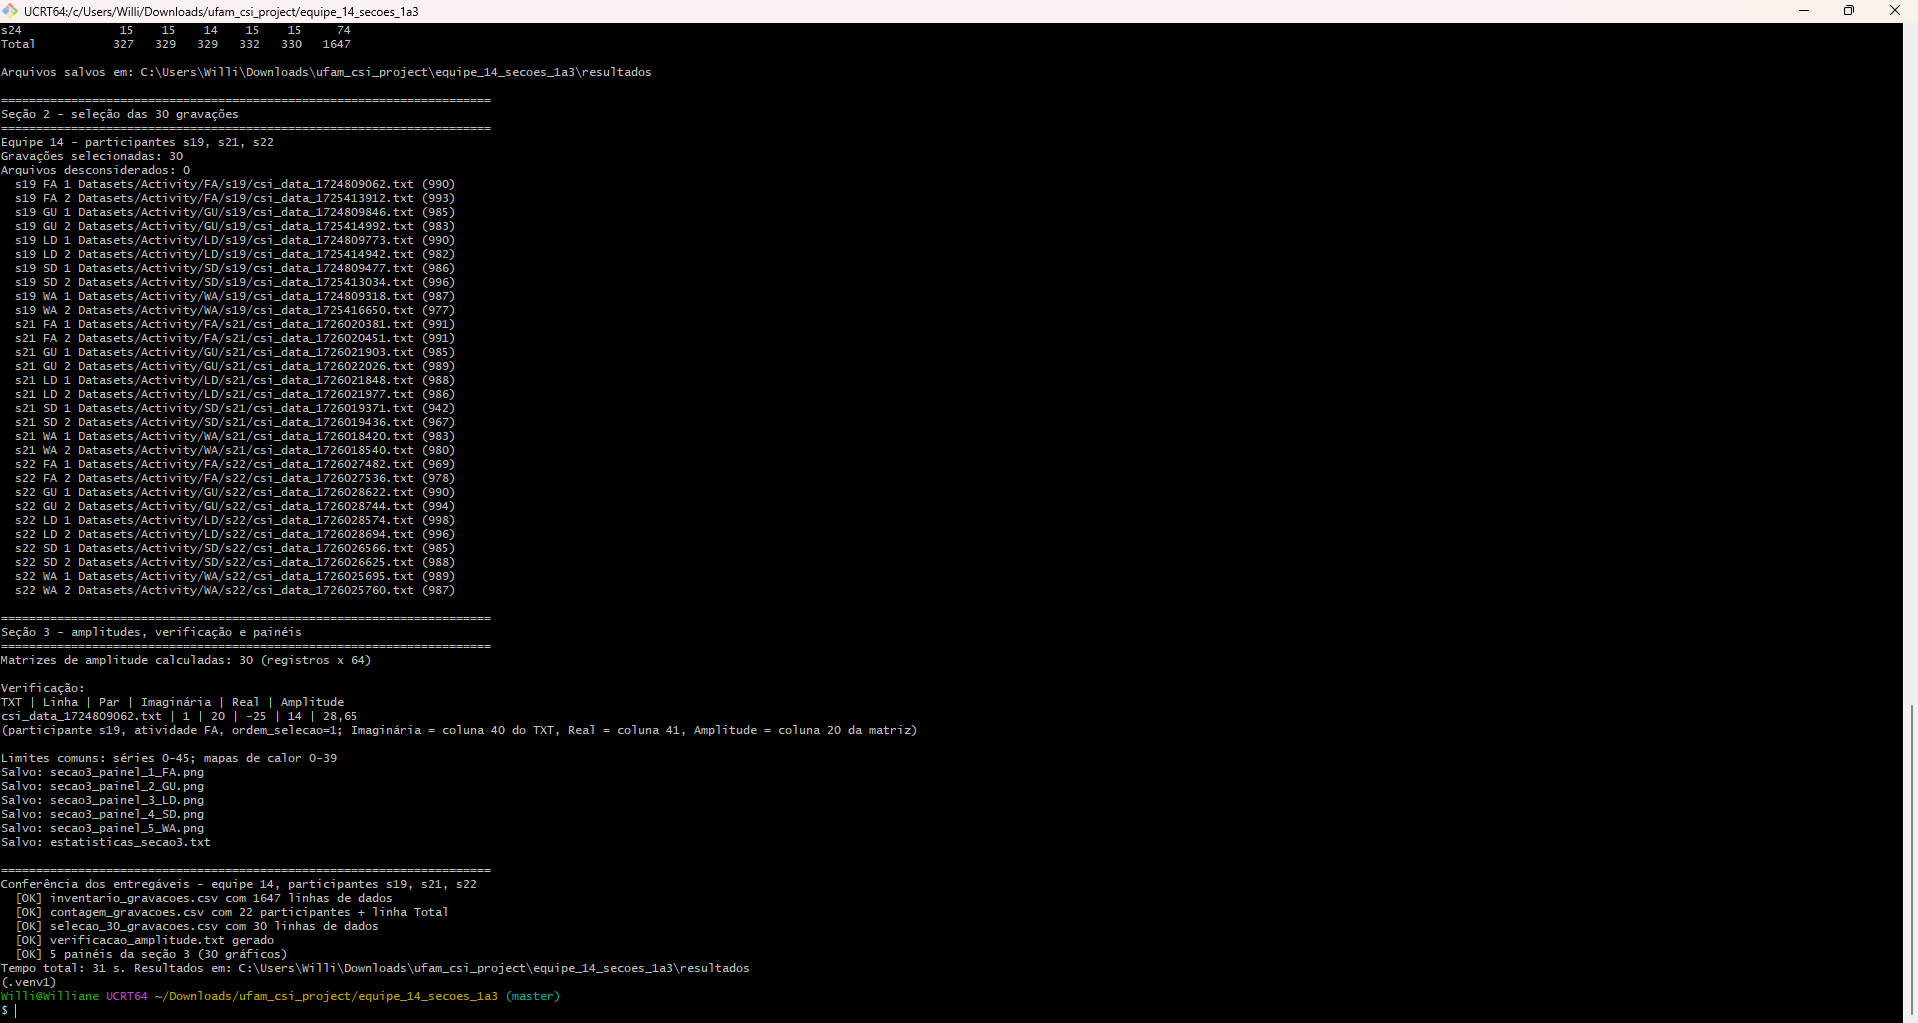 UCRT64:/c/Users/Willi/Downloads/ufam_csi_project/equipe_14_secoes_1a3
s24 15 15 14 15 15 74
Total 327 329 329 332 330 1647
Arquivos salvos em: C:\Users\Willi\Downloads\ufam_csi_project\equipe_14_secoes_1a3\resultados
======================================================================
Seção 2 - seleção das 30 gravações
======================================================================
Equipe 14 - participantes s19, s21, s22
Gravações selecionadas: 30
Arquivos desconsiderados: 0
s19 FA 1 Datasets/Activity/FA/s19/csi_data_1724809062.txt (990)
s19 FA 2 Datasets/Activity/FA/s19/csi_data_1725413912.txt (993)
s19 GU 1 Datasets/Activity/GU/s19/csi_data_1724809846.txt (985)
s19 GU 2 Datasets/Activity/GU/s19/csi_data_1725414992.txt (983)
s19 LD 1 Datasets/Activity/LD/s19/csi_data_1724809773.txt (990)
s19 LD 2 Datasets/Activity/LD/s19/csi_data_1725414942.txt (982)
s19 SD 1 Datasets/Activity/SD/s19/csi_data_1724809477.txt (986)
s19 SD 2 Datasets/Activity/SD/s19/csi_data_1725413034.txt (996)
s19 WA 1 Datasets/Activity/WA/s19/csi_data_1724809318.txt (987)
s19 WA 2 Datasets/Activity/WA/s19/csi_data_1725416650.txt (977)
s21 FA 1 Datasets/Activity/FA/s21/csi_data_1726020381.txt (991)
s21 FA 2 Datasets/Activity/FA/s21/csi_data_1726020451.txt (991)
s21 GU 1 Datasets/Activity/GU/s21/csi_data_1726021903.txt (985)
s21 GU 2 Datasets/Activity/GU/s21/csi_data_1726022026.txt (989)
s21 LD 1 Datasets/Activity/LD/s21/csi_data_1726021848.txt (988)
s21 LD 2 Datasets/Activity/LD/s21/csi_data_1726021977.txt (986)
s21 SD 1 Datasets/Activity/SD/s21/csi_data_1726019371.txt (942)
s21 SD 2 Datasets/Activity/SD/s21/csi_data_1726019436.txt (967)
s21 WA 1 Datasets/Activity/WA/s21/csi_data_1726018420.txt (983)
s21 WA 2 Datasets/Activity/WA/s21/csi_data_1726018540.txt (980)
s22 FA 1 Datasets/Activity/FA/s22/csi_data_1726027482.txt (969)
s22 FA 2 Datasets/Activity/FA/s22/csi_data_1726027536.txt (978)
s22 GU 1 Datasets/Activity/GU/s22/csi_data_1726028622.txt (990)
s22 GU 2 Datasets/Activity/GU/s22/csi_data_1726028744.txt (994)
s22 LD 1 Datasets/Activity/LD/s22/csi_data_1726028574.txt (998)
s22 LD 2 Datasets/Activity/LD/s22/csi_data_1726028694.txt (996)
s22 SD 1 Datasets/Activity/SD/s22/csi_data_1726026566.txt (985)
s22 SD 2 Datasets/Activity/SD/s22/csi_data_1726026625.txt (988)
s22 WA 1 Datasets/Activity/WA/s22/csi_data_1726025695.txt (989)
s22 WA 2 Datasets/Activity/WA/s22/csi_data_1726025760.txt (987)
======================================================================
Seção 3 - amplitudes, verificação e painéis
======================================================================
Matrizes de amplitude calculadas: 30 (registros x 64)
Verificação:
TXT | Linha | Par | Imaginária | Real | Amplitude
csi_data_1724809062.txt | 1 | 20 | -25 | 14 | 28,65
(participante s19, atividade FA, ordem_selecao=1; Imaginária = coluna 40 do TXT, Real = coluna 41, Amplitude = coluna 20 da matriz)
Limites comuns: séries 0-45; mapas de calor 0-39
Salvo: secao3_painel_1_FA.png
Salvo: secao3_painel_2_GU.png
Salvo: secao3_painel_3_LD.png
Salvo: secao3_painel_4_SD.png
Salvo: secao3_painel_5_WA.png
Salvo: estatisticas_secao3.txt
======================================================================
Conferência dos entregáveis - equipe 14, participantes s19, s21, s22
[OK] inventario_gravacoes.csv com 1647 linhas de dados
[OK] contagem_gravacoes.csv com 22 participantes + linha Total
[OK] selecao_30_gravacoes.csv com 30 linhas de dados
[OK] verificacao_amplitude.txt gerado
[OK] 5 painéis da seção 3 (30 gráficos)
Tempo total: 31 s. Resultados em: C:\Users\Willi\Downloads\ufam_csi_project\equipe_14_secoes_1a3\resultados
(.venv1)
Willi@Williane UCRT64 ~/Downloads/ufam_csi_project/equipe_14_secoes_1a3 (master)
$